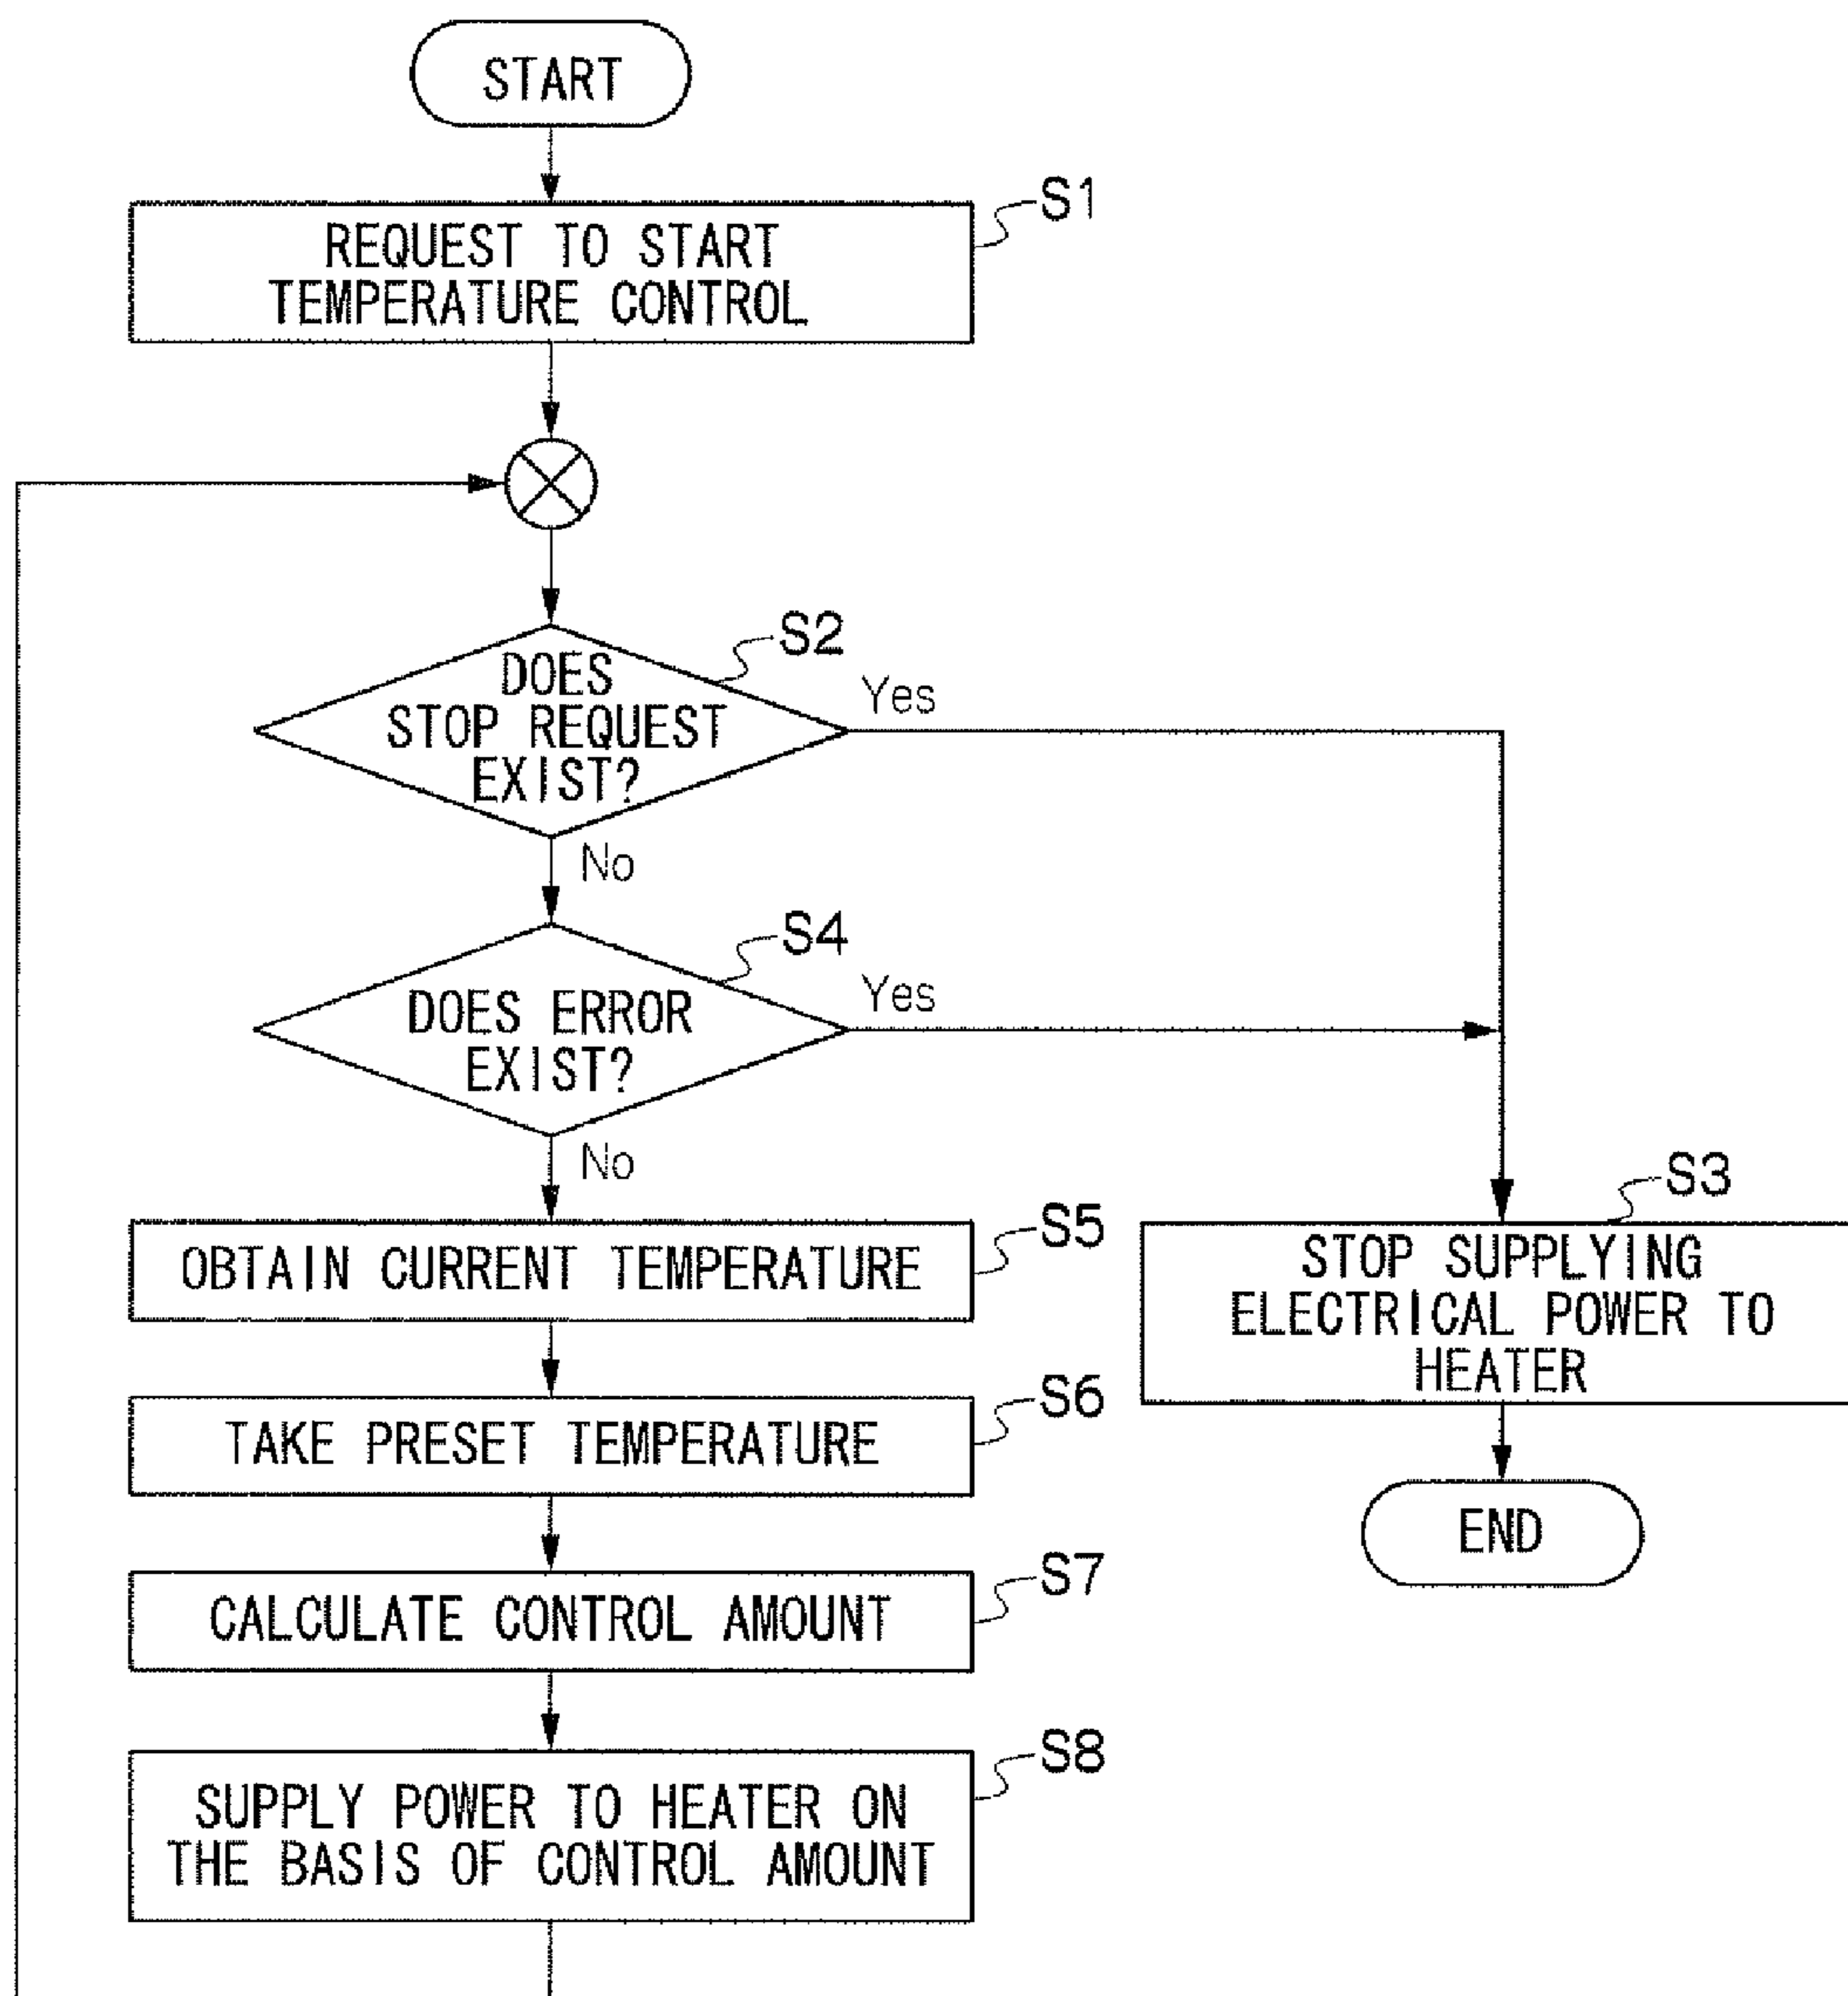 START
S1
REQUEST TO START
TEMPERATURE CONTROL
S2
DOES
STOP REQUEST
EXIST?
Yes
No
S4
DOES ERROR
EXIST?
Yes
No
S5
OBTAIN CURRENT TEMPERATURE
S3
STOP SUPPLYING
ELECTRICAL POWER TO
HEATER
S6
TAKE PRESET TEMPERATURE
END
S7
CALCULATE CONTROL AMOUNT
S8
SUPPLY POWER TO HEATER ON
THE BASIS OF CONTROL AMOUNT